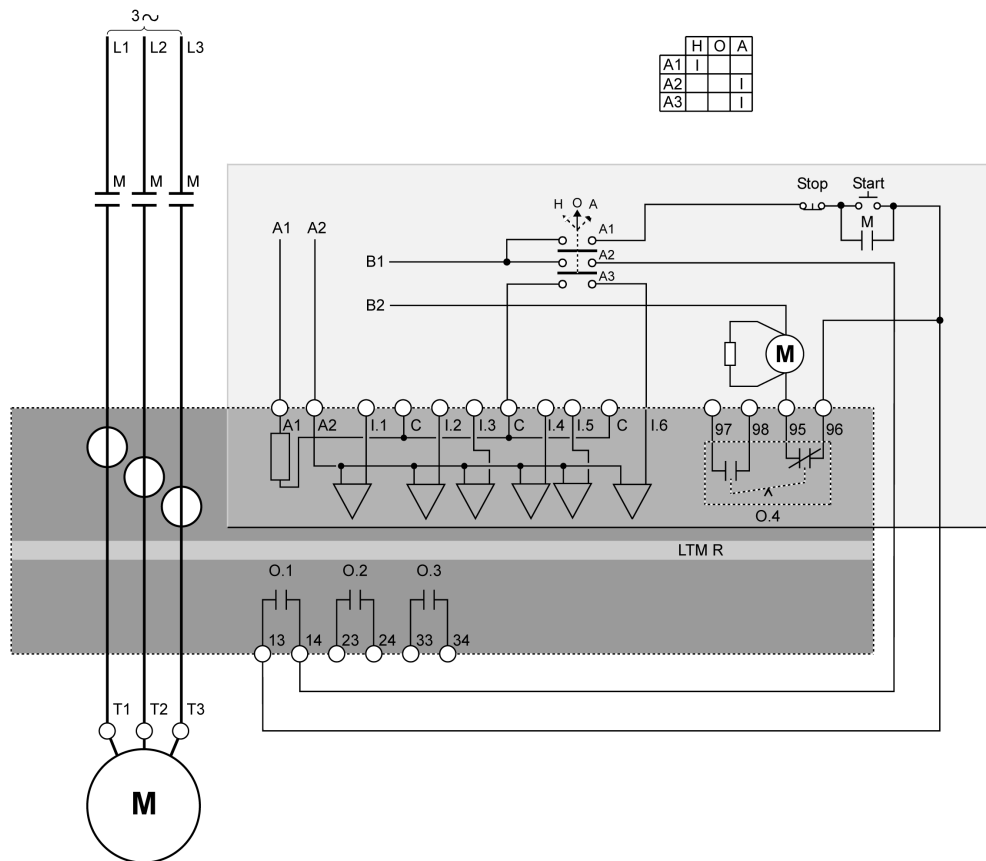 3~
L1 L2 L3
H O A
A1 I
A2 I
A3 I
M M M
Stop Start
M
H O A
A1
A1 A2
B1
A2
A3
B2
M
A1 A2 I.1 C I.2 I.3 C I.4 I.5 C I.6 97 98 95 96
O.4
LTM R
O.1 O.2 O.3
13 14 23 24 33 34
T1 T2 T3
M